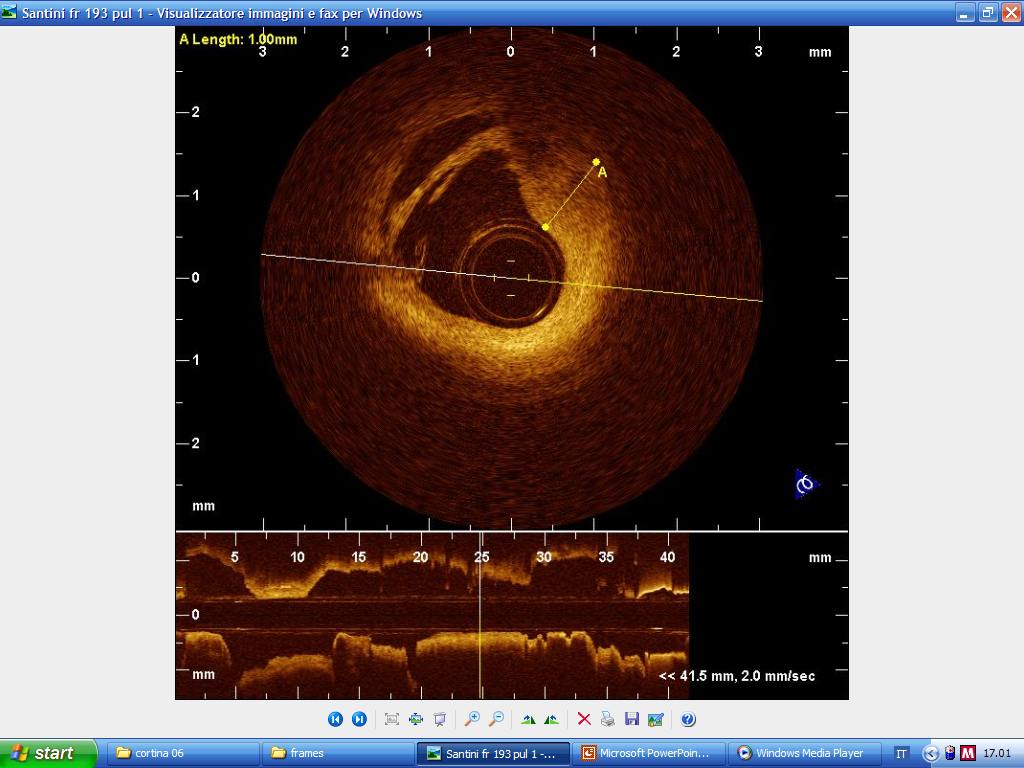 Santini fr 193 pul 1 - Visualizzatore immagini e fax per Windows
A Length: 1.00mm
3 2 1 0 1 2 3 mm
2
A
1
0
1
2
mm
5 10 15 20 25 30 35 40 mm
0
mm << 41.5 mm, 2.0 mm/sec
start cortina 06 frames Santini fr 193 pul 1 -... Microsoft PowerPoin... Windows Media Player IT M 17.01